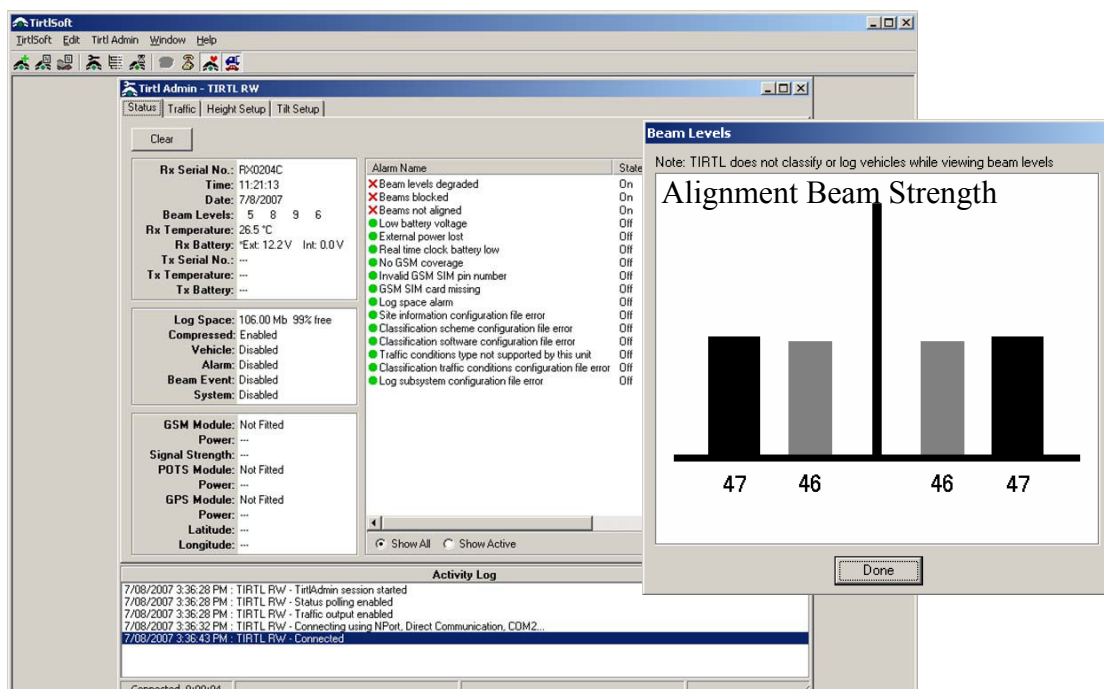 TirtlSoft
TirtlSoft Edit Tirtl Admin Window Help
Tirtl Admin - TIRTL RW
Status Traffic Height Setup Tilt Setup
Clear
Rx Serial No.: RX0204C
Time: 11:21:13
Date: 7/8/2007
Beam Levels: 5 8 9 6
Rx Temperature: 26.5 °C
Rx Battery: *Ext: 12.2 V Int: 0.0 V
Tx Serial No.: ---
Tx Temperature: ---
Tx Battery: ---
Log Space: 106.00 Mb 99% free
Compressed: Enabled
Vehicle: Disabled
Alarm: Disabled
Beam Event: Disabled
System: Disabled
GSM Module: Not Fitted
Power: ---
Signal Strength: ---
POTS Module: Not Fitted
Power: ---
GPS Module: Not Fitted
Power: ---
Latitude: ---
Longitude: ---
Alarm Name State
Beam levels degraded On
Beams blocked On
Beams not aligned On
Low battery voltage Off
External power lost Off
Real time clock battery low Off
No GSM coverage Off
Invalid GSM SIM pin number Off
GSM SIM card missing Off
Log space alarm Off
Site information configuration file error Off
Classification scheme configuration file error Off
Classification software configuration file error Off
Traffic conditions type not supported by this unit Off
Classification traffic conditions configuration file error Off
Log subsystem configuration file error Off
Show All Show Active
Beam Levels
Note: TIRTL does not classify or log vehicles while viewing beam levels
Alignment Beam Strength
47 46 46 47
Done
Activity Log
7/08/2007 3:36:28 PM : TIRTL RW - TirtlAdmin session started
7/08/2007 3:36:28 PM : TIRTL RW - Status polling enabled
7/08/2007 3:36:28 PM : TIRTL RW - Traffic output enabled
7/08/2007 3:36:32 PM : TIRTL RW - Connecting using NPort, Direct Communication, COM2...
7/08/2007 3:36:43 PM : TIRTL RW - Connected
Connected 0:00:04